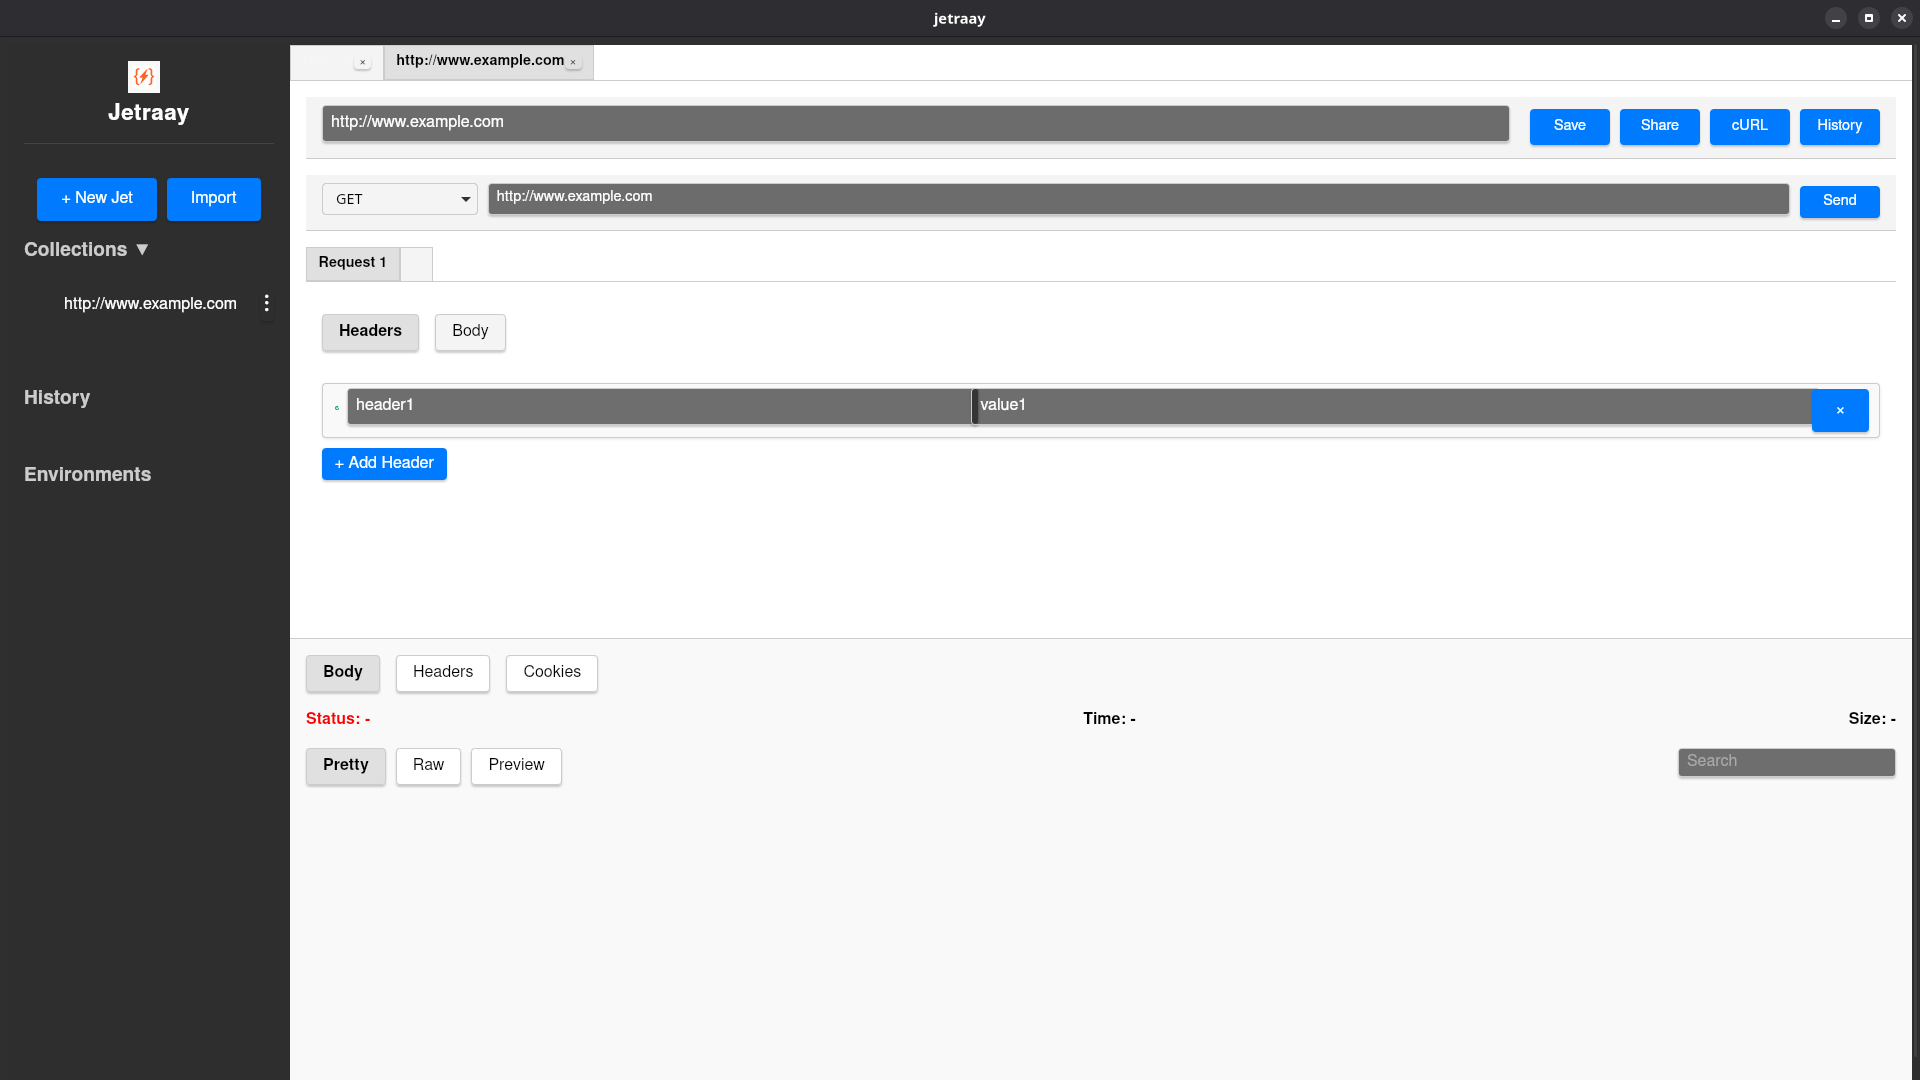 jetraay
Jetraay
+ New Jet Import
Collections ▼
http://www.example.com
History
Environments
× http://www.example.com ×
http://www.example.com
Save Share cURL History
GET http://www.example.com Send
Request 1
Headers Body
header1 value1 ×
+ Add Header
Body Headers Cookies
Status: - Time: - Size: -
Pretty Raw Preview Search